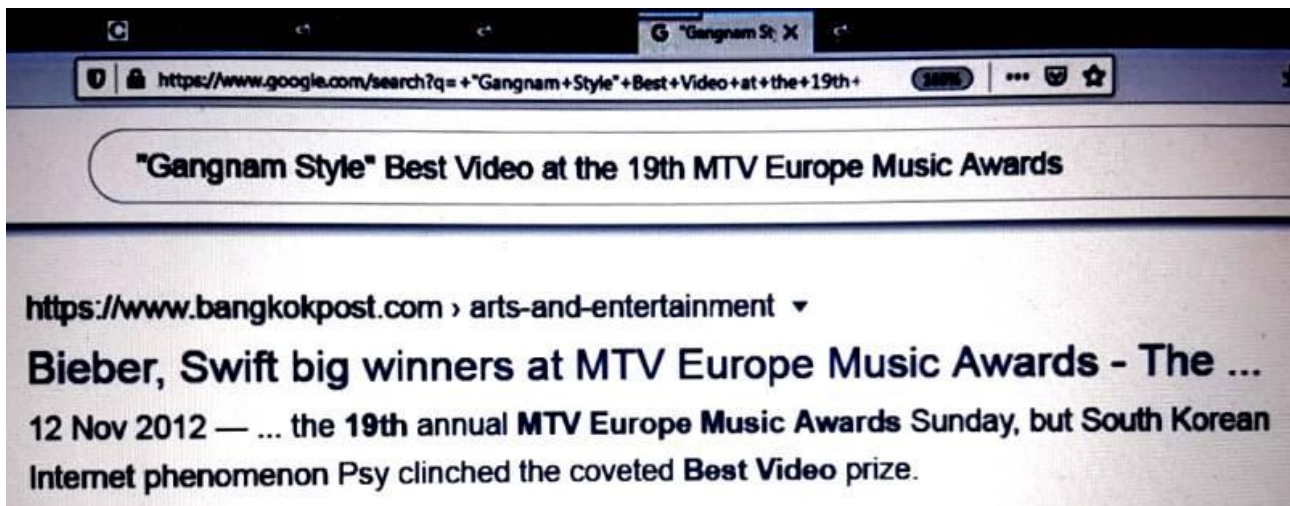 G "Gangnam St
https://www.google.com/search?q=+"Gangnam+Style"+Best+Video+at+the+19th+
"Gangnam Style" Best Video at the 19th MTV Europe Music Awards
https://www.bangkokpost.com › arts-and-entertainment
Bieber, Swift big winners at MTV Europe Music Awards - The ...
12 Nov 2012 — ... the 19th annual MTV Europe Music Awards Sunday, but South Korean
Internet phenomenon Psy clinched the coveted Best Video prize.